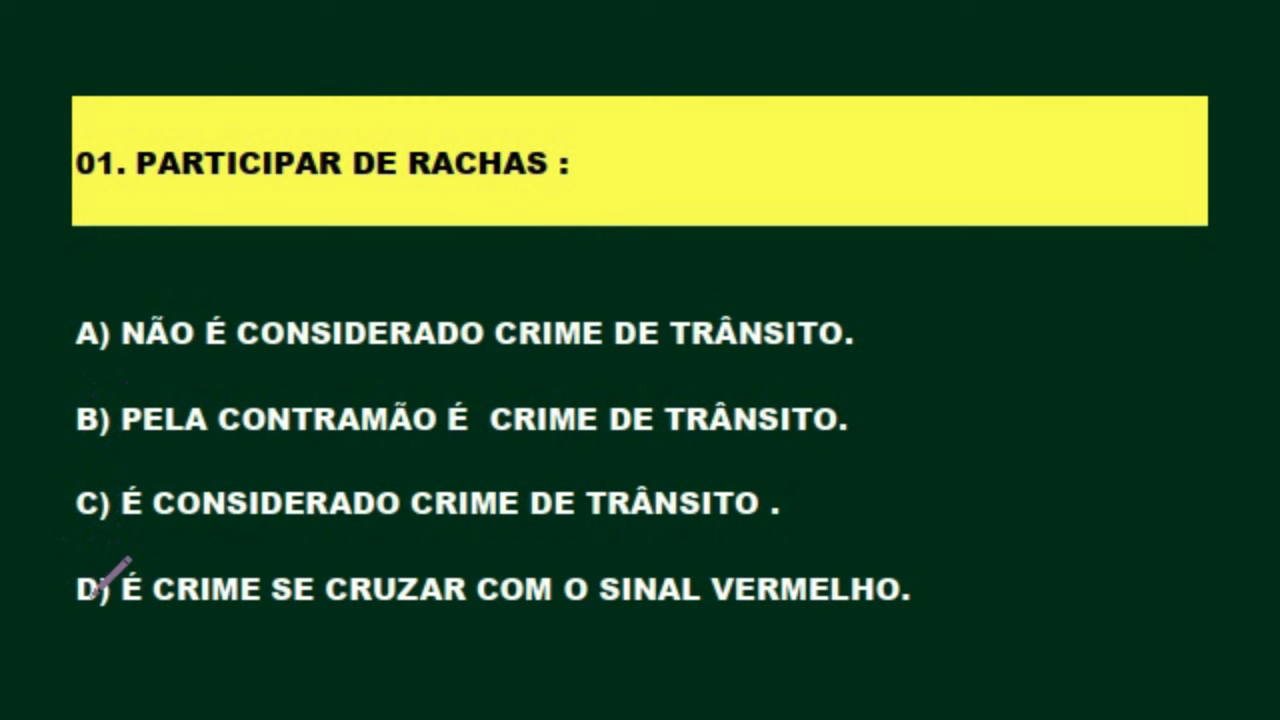 01. PARTICIPAR DE RACHAS :
A) NÃO É CONSIDERADO CRIME DE TRÂNSITO.
B) PELA CONTRAMÃO É  CRIME DE TRÂNSITO.
C) É CONSIDERADO CRIME DE TRÂNSITO .
D) É CRIME SE CRUZAR COM O SINAL VERMELHO.